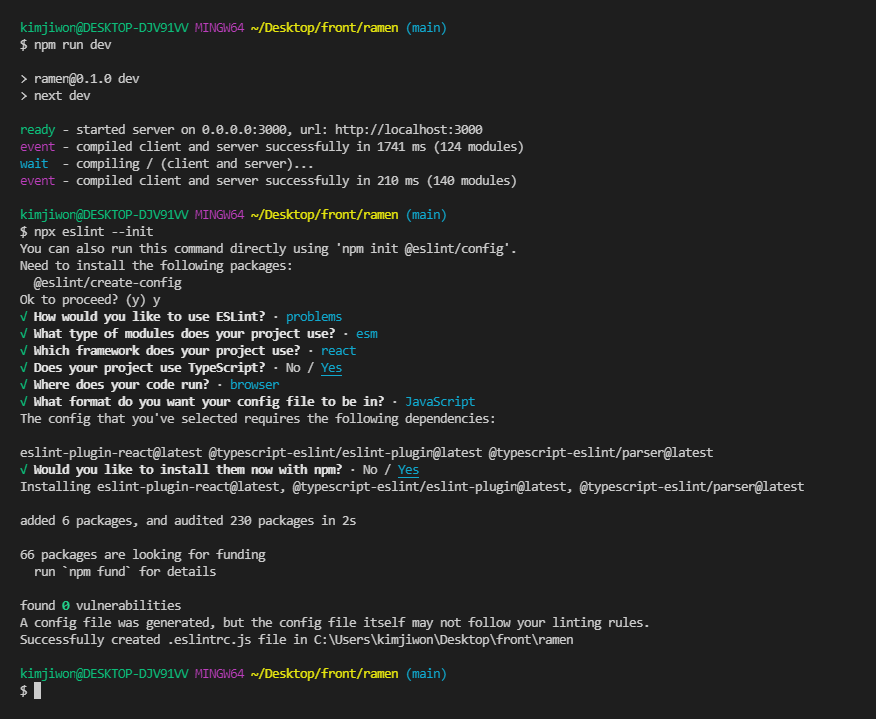 kimjiwon@DESKTOP-DJV91VV MINGW64 ~/Desktop/front/ramen (main)
$ npm run dev
> ramen@0.1.0 dev
> next dev
ready - started server on 0.0.0.0:3000, url: http://localhost:3000
event - compiled client and server successfully in 1741 ms (124 modules)
wait  - compiling / (client and server)...
event - compiled client and server successfully in 210 ms (140 modules)
kimjiwon@DESKTOP-DJV91VV MINGW64 ~/Desktop/front/ramen (main)
$ npx eslint --init
You can also run this command directly using 'npm init @eslint/config'.
Need to install the following packages:
  @eslint/create-config
Ok to proceed? (y) y
√ How would you like to use ESLint? · problems
√ What type of modules does your project use? · esm
√ Which framework does your project use? · react
√ Does your project use TypeScript? · No / Yes
√ Where does your code run? · browser
√ What format do you want your config file to be in? · JavaScript
The config that you've selected requires the following dependencies:
eslint-plugin-react@latest @typescript-eslint/eslint-plugin@latest @typescript-eslint/parser@latest
√ Would you like to install them now with npm? · No / Yes
Installing eslint-plugin-react@latest, @typescript-eslint/eslint-plugin@latest, @typescript-eslint/parser@latest
added 6 packages, and audited 230 packages in 2s
66 packages are looking for funding
  run `npm fund` for details
found 0 vulnerabilities
A config file was generated, but the config file itself may not follow your linting rules.
Successfully created .eslintrc.js file in C:\Users\kimjiwon\Desktop\front\ramen
kimjiwon@DESKTOP-DJV91VV MINGW64 ~/Desktop/front/ramen (main)
$